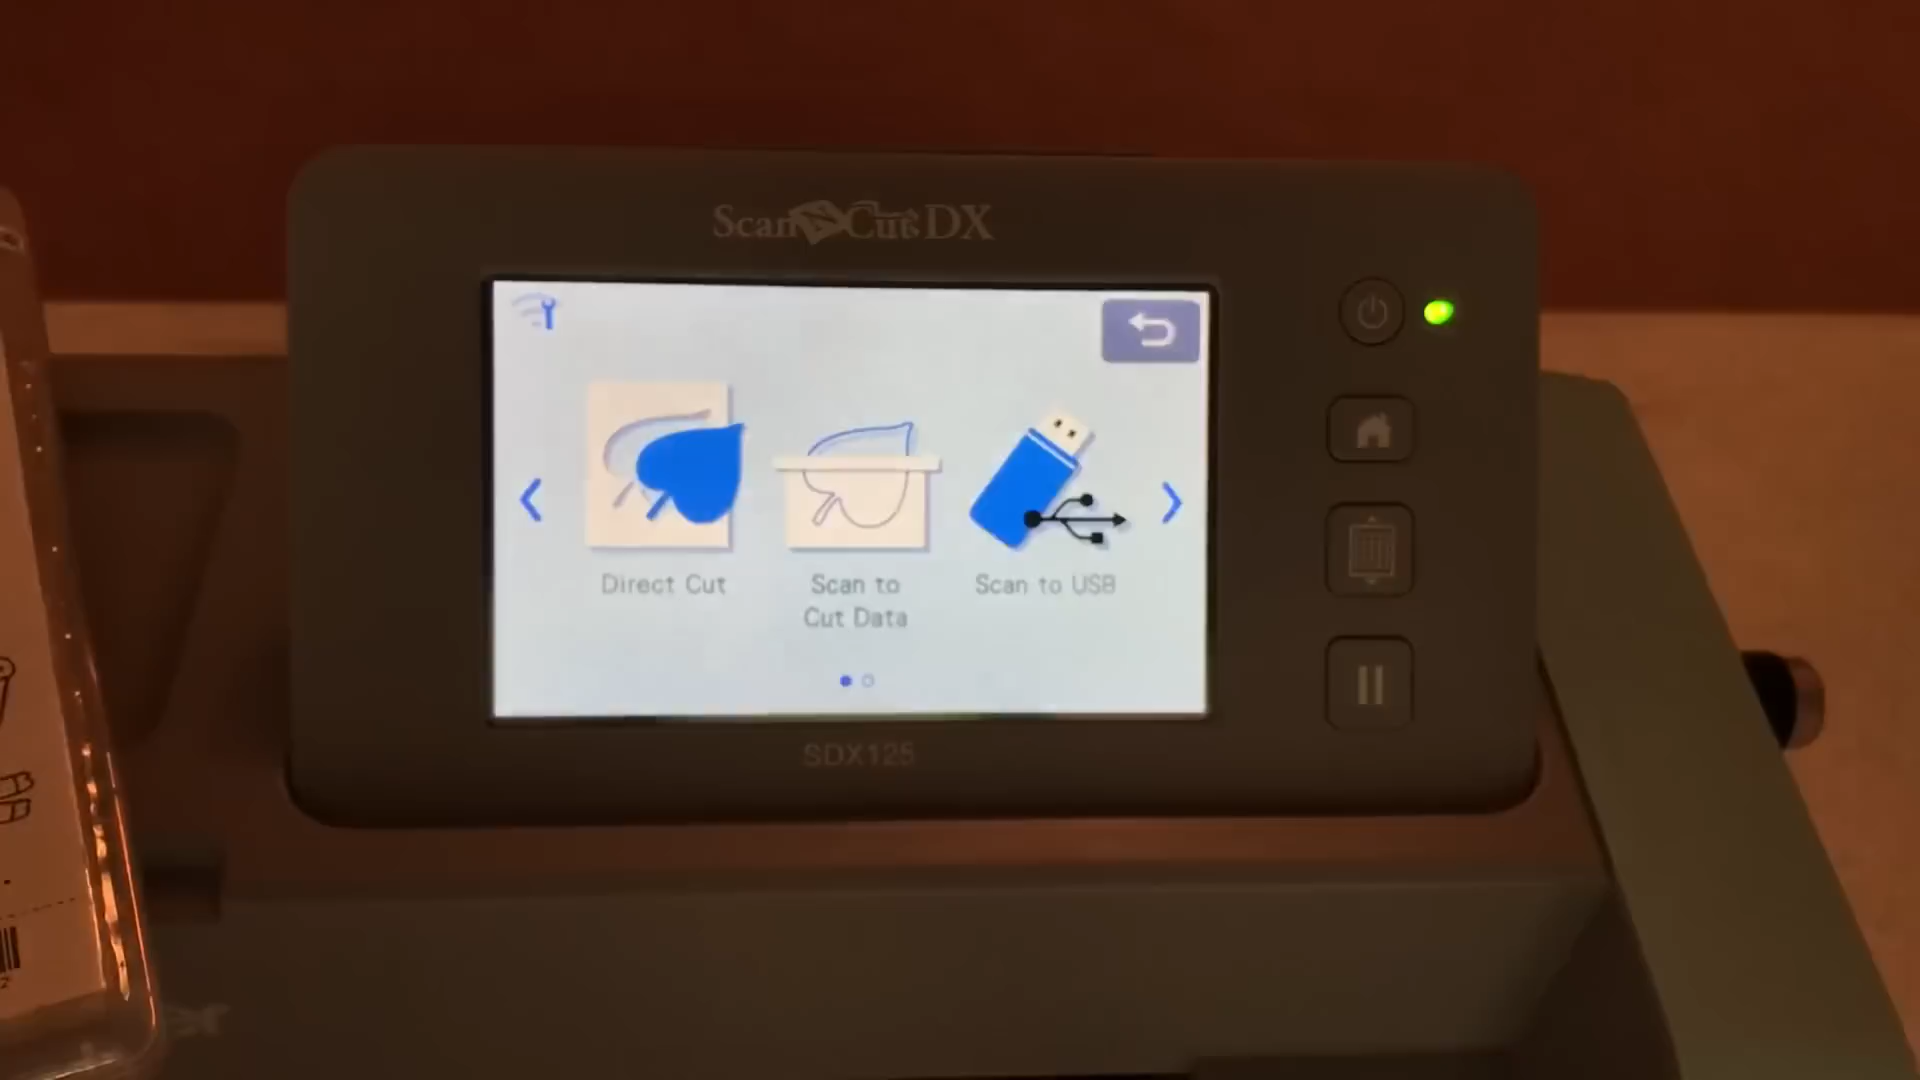 ScanNCut DX
Direct Cut
Scan to
Cut Data
Scan to USB
SDX125